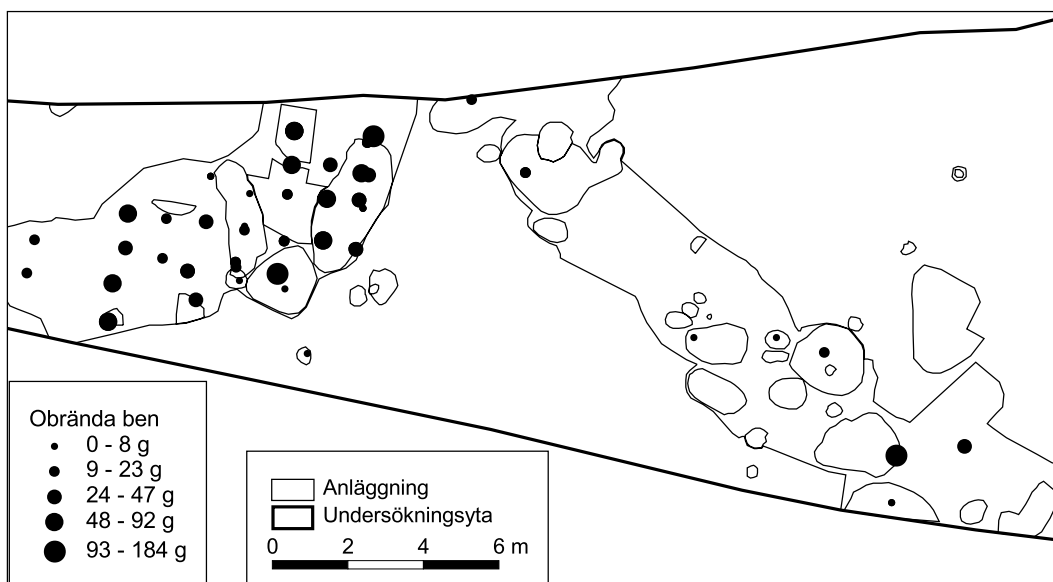 Obrända ben
0 - 8 g
9 - 23 g
24 - 47 g
48 - 92 g
93 - 184 g
Anläggning
Undersökningsyta
0 2 4 6 m